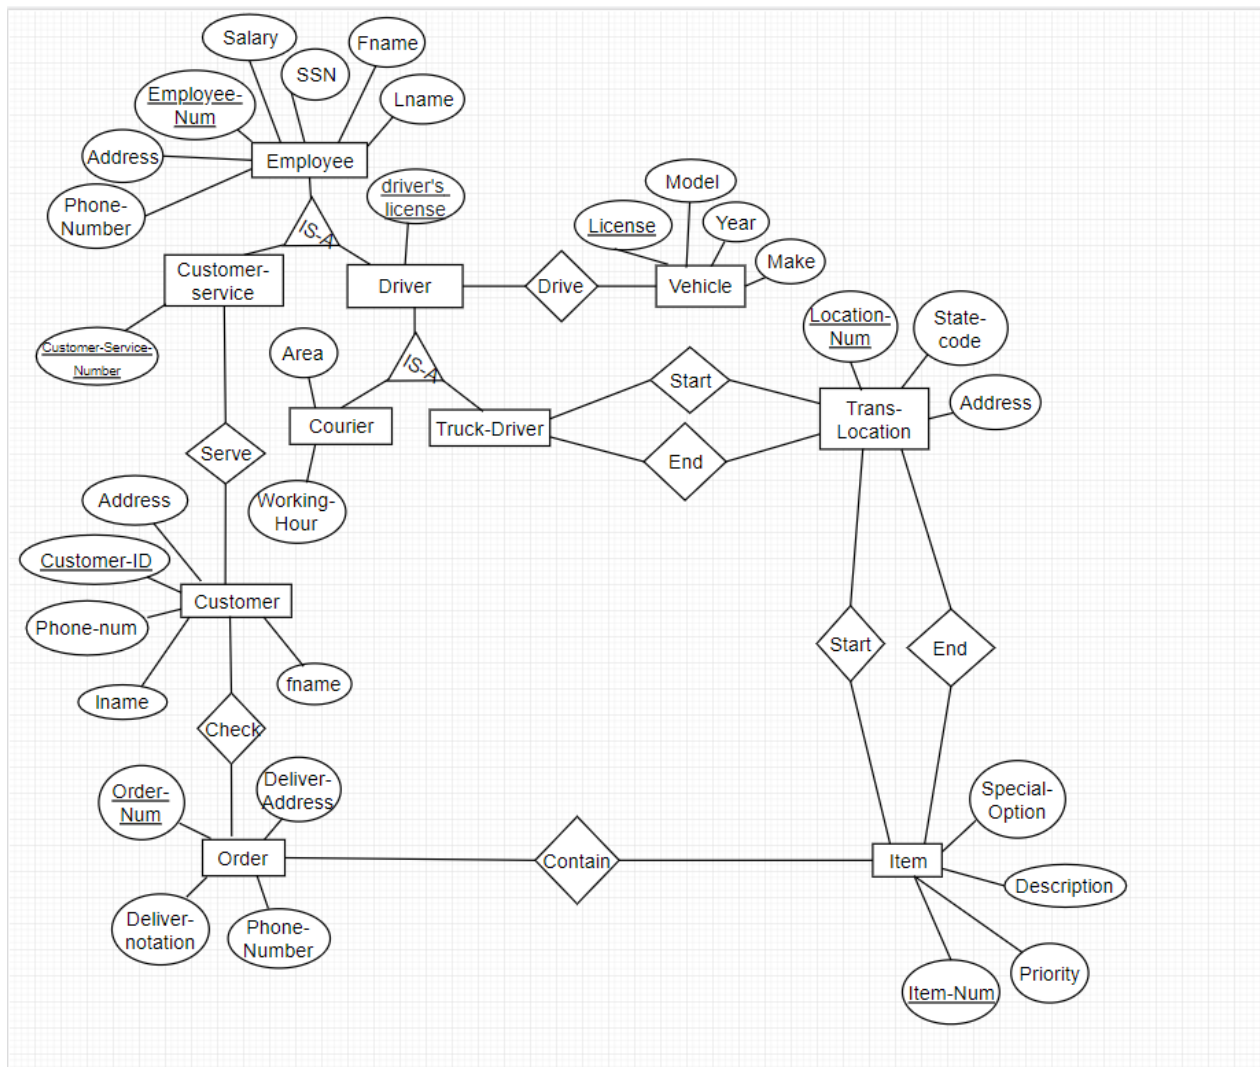 Salary
Fname
SSN
Employee-
Num
Lname
Address
Employee
Phone-
Number
IS-A
driver's
license
Model
License
Year
Make
Customer-
service
Driver
Drive
Vehicle
Location-
Num
State-
code
Customer-Service-
Number
Area
IS-A
Start
Address
Courier
Truck-Driver
Trans-
Location
Serve
End
Address
Working-
Hour
Customer-ID
Customer
Phone-num
Start
End
lname
fname
Check
Order-
Num
Deliver-
Address
Special-
Option
Order
Contain
Item
Description
Deliver-
notation
Phone-
Number
Priority
Item-Num